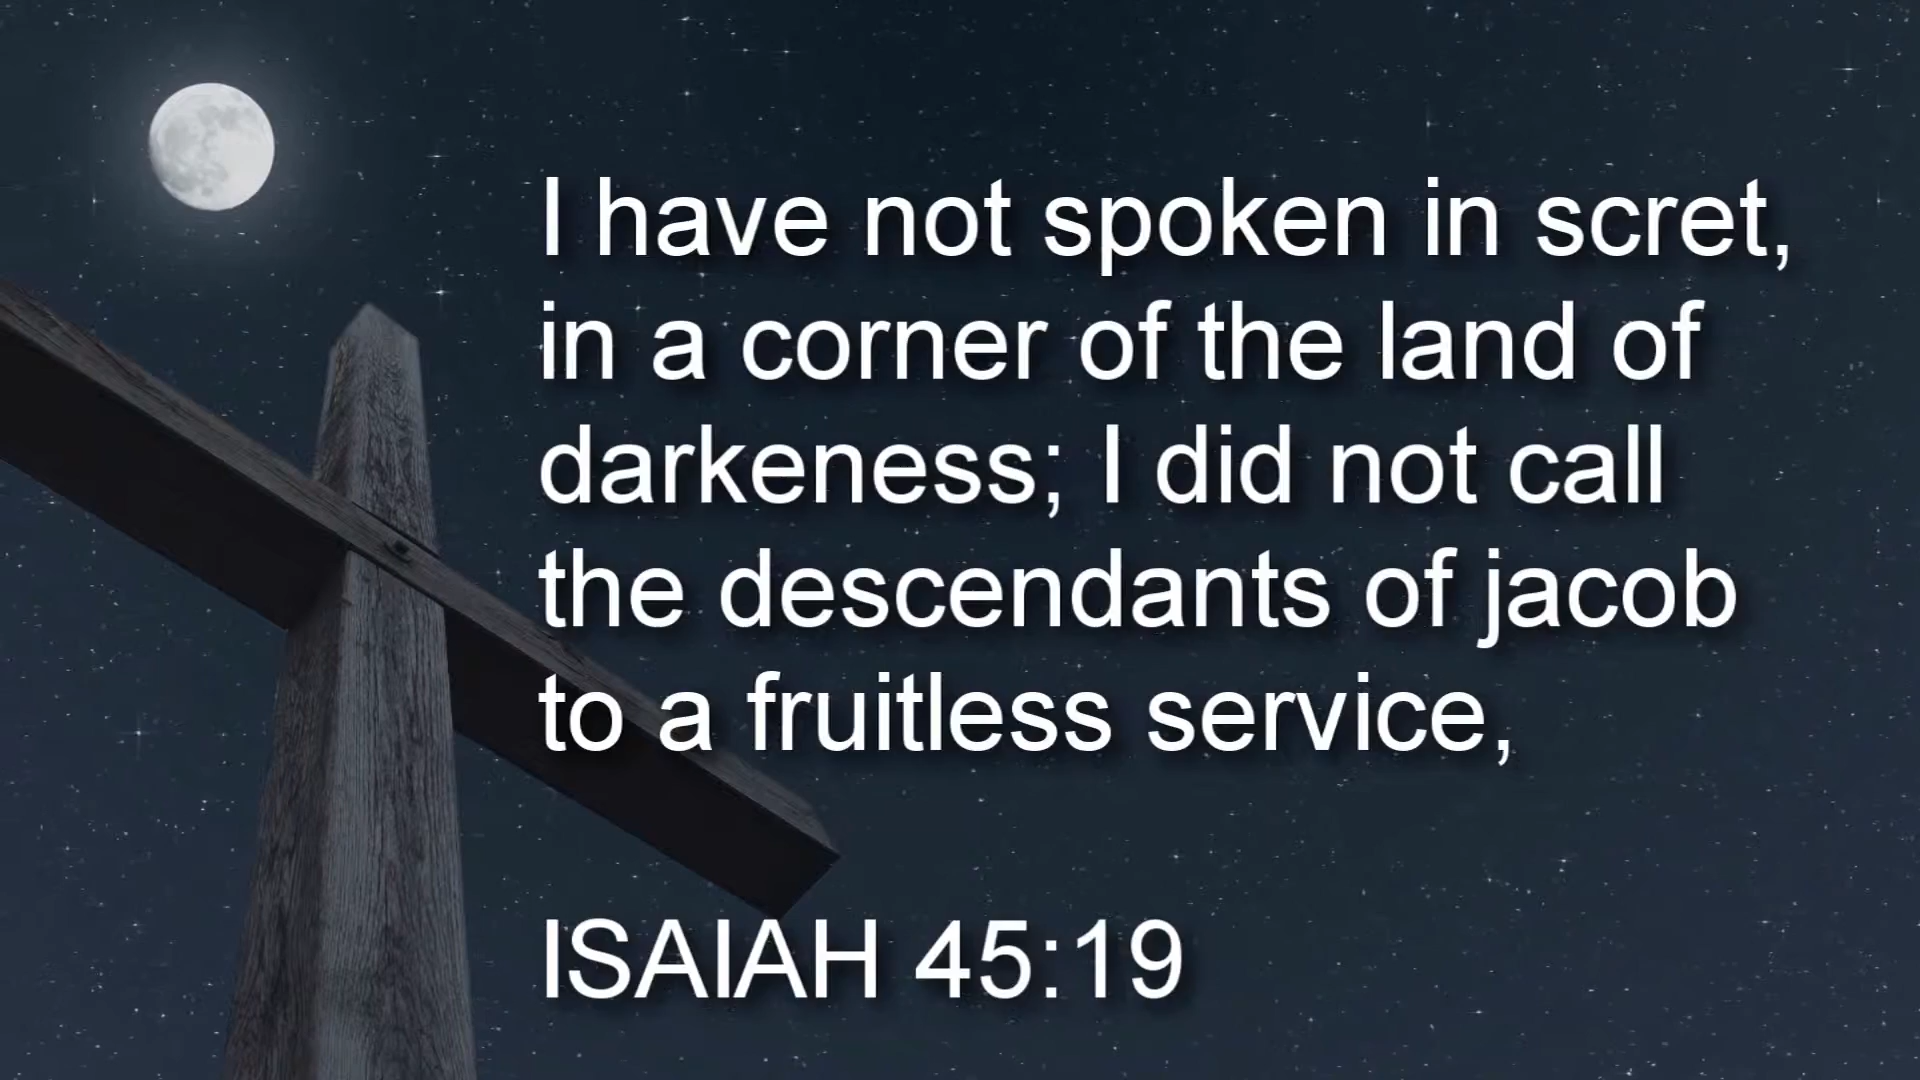 I have not spoken in scret,
in a corner of the land of
darkeness; I did not call
the descendants of jacob
to a fruitless service,
ISAIAH 45:19